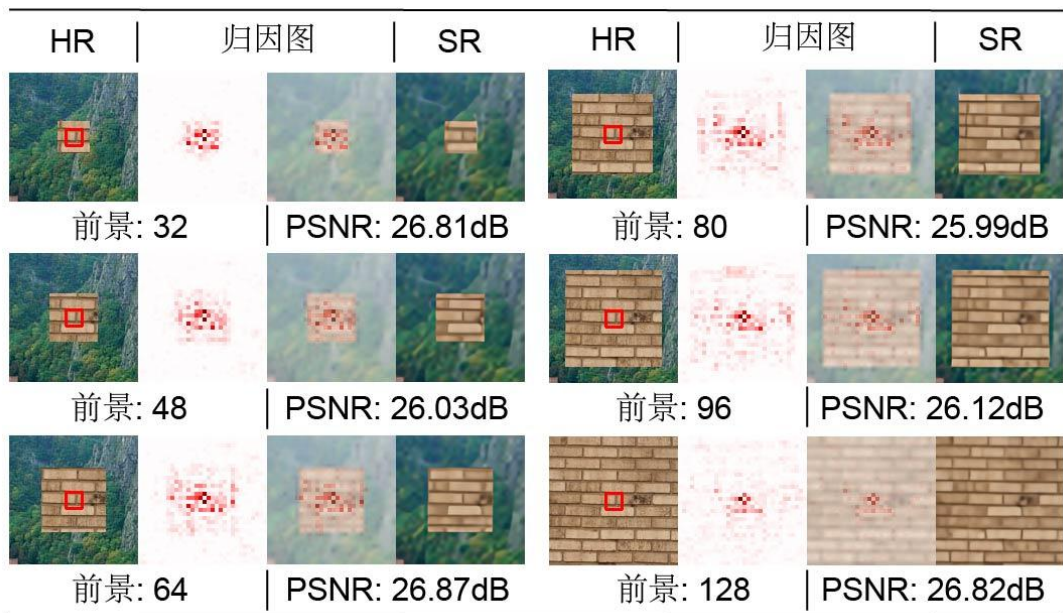 HR | 归因图 | SR HR | 归因图 | SR
前景: 32 | PSNR: 26.81dB 前景: 80 | PSNR: 25.99dB
前景: 48 | PSNR: 26.03dB 前景: 96 | PSNR: 26.12dB
前景: 64 | PSNR: 26.87dB 前景: 128 | PSNR: 26.82dB